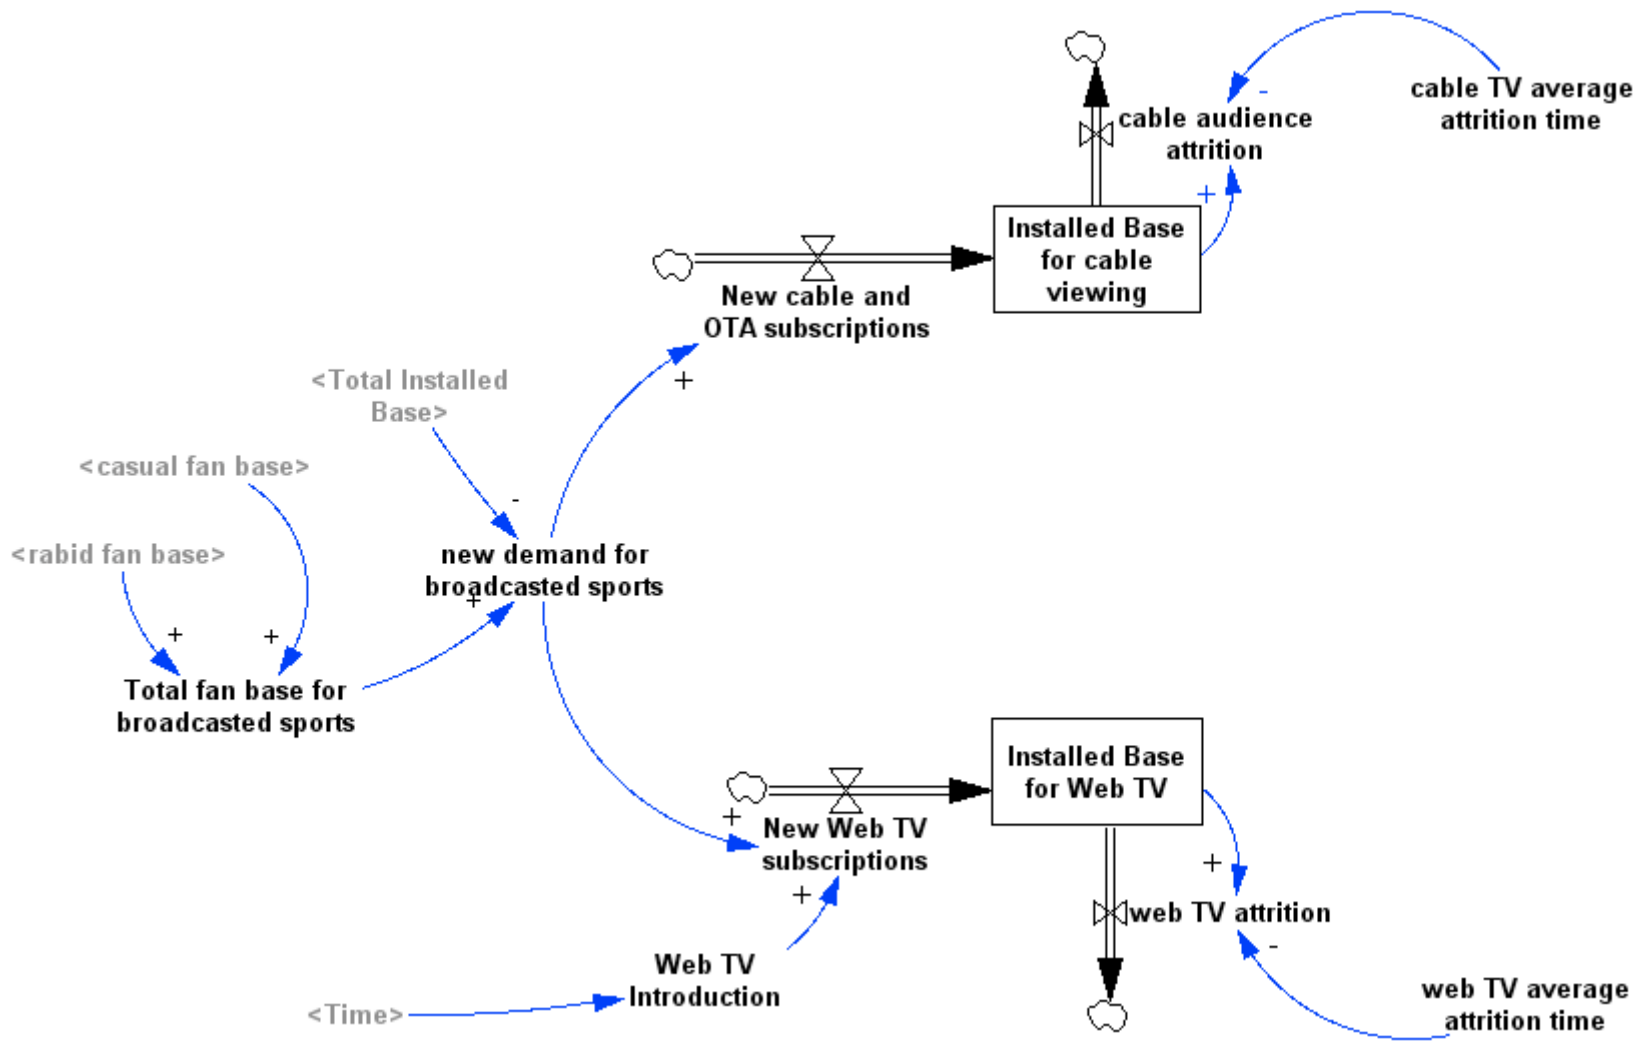 cable TV average
attrition time
-
cable audience
attrition
+
Installed Base
for cable
viewing
New cable and
OTA subscriptions
+
<Total Installed
Base>
-
<casual fan base>
<rabid fan base>
new demand for
broadcasted sports
+
+
+
Total fan base for
broadcasted sports
Installed Base
for Web TV
+
New Web TV
subscriptions
+
+
web TV attrition
-
Web TV
Introduction
<Time>
web TV average
attrition time